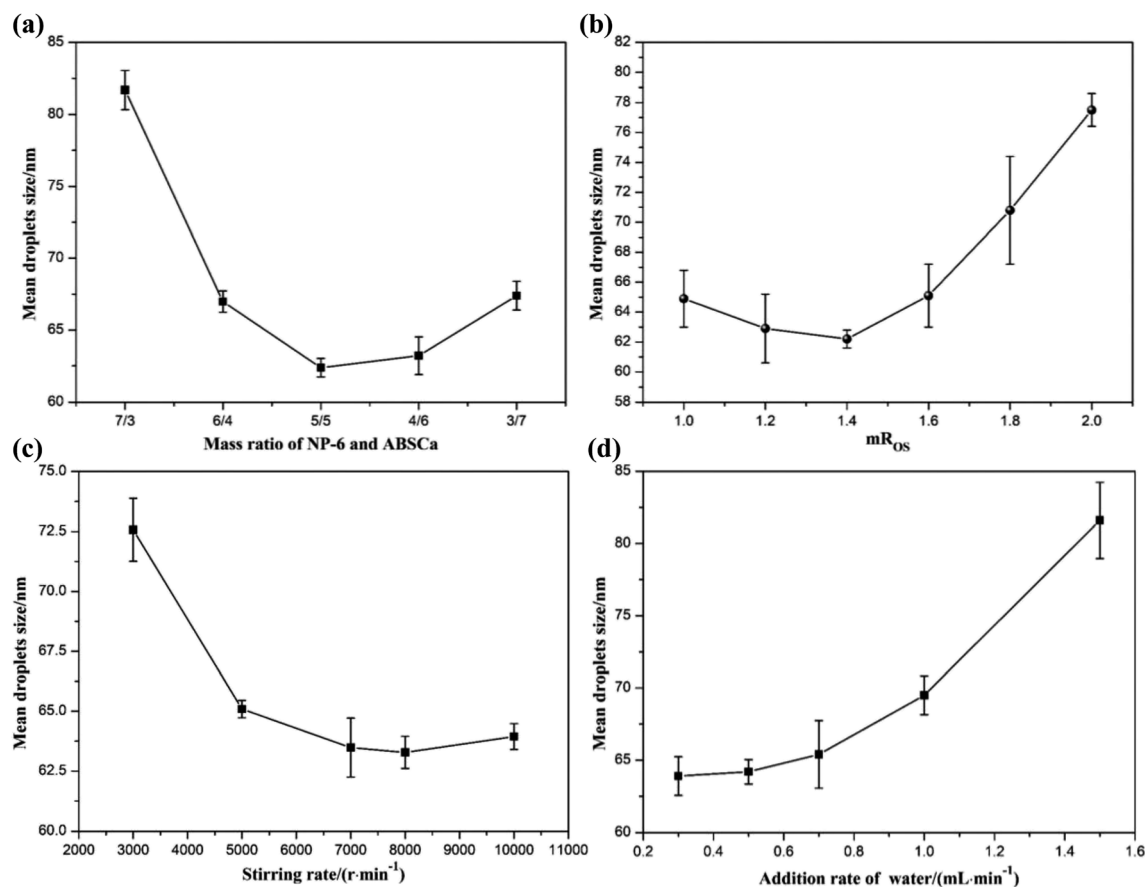 (a)
85
80
75
70
65
60
Mean droplets size/nm
7/3 6/4 5/5 4/6 3/7
Mass ratio of NP-6 and ABSCa
(b)
82
80
78
76
74
72
70
68
66
64
62
60
58
Mean droplets size/nm
1.0 1.2 1.4 1.6 1.8 2.0
mR_OS
(c)
75.0
72.5
70.0
67.5
65.0
62.5
60.0
Mean droplets size/nm
2000 3000 4000 5000 6000 7000 8000 9000 10000 11000
Stirring rate/(r·min⁻¹)
(d)
85
80
75
70
65
60
Mean droplets size/nm
0.2 0.4 0.6 0.8 1.0 1.2 1.4 1.6
Addition rate of water/(mL·min⁻¹)